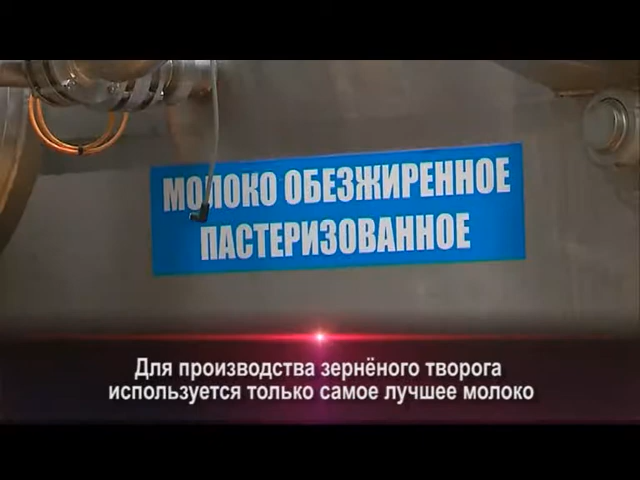 МОЛОКО ОБЕЗЖИРЕННОЕ
ПАСТЕРИЗОВАННОЕ
Для производства зернёного творога
используется только самое лучшее молоко